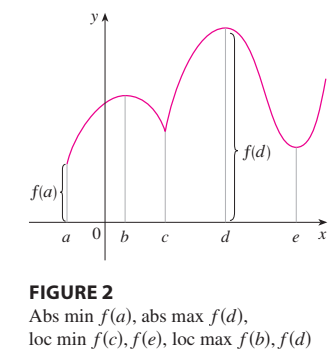 y
f(d)
f(a)
a 0 b c d e x
FIGURE 2
Abs min f(a), abs max f(d),
loc min f(c), f(e), loc max f(b), f(d)